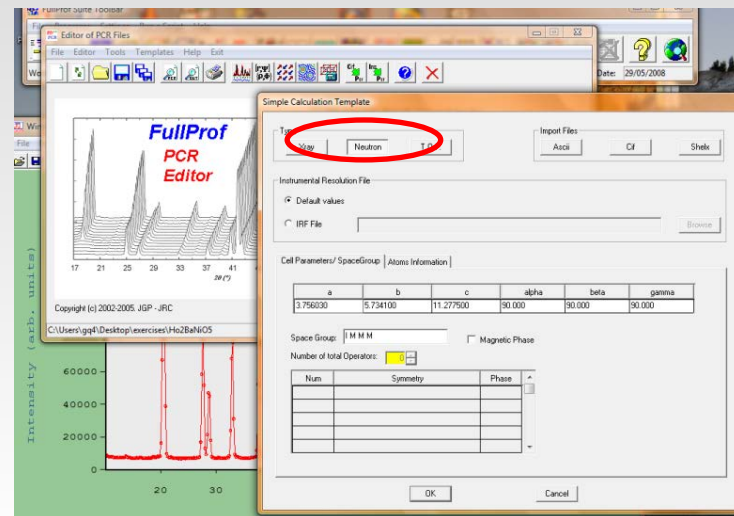 FullProf Suite Toolbar
Editor of PCR Files
File Editor Tools Templates Help Exit
Date: 29/05/2008
FullProf
PCR
Editor
17 21 25 29 33 37 41
2θ (°)
Copyright (c) 2002-2005. JGP - JRC
C:\Users\gq4\Desktop\exercises\Ho2BaNiO5
Intensity (arb. units)
60000
40000
20000
0
20 30
Simple Calculation Template
Import Files
Xray Neutron Ascii Cif Shelx
Instrumental Resolution File
Default values
IRF File Browse
Cell Parameters/ SpaceGroup Atoms Information
a b c alpha beta gamma
3.756030 5.734100 11.277500 90.000 90.000 90.000
Space Group: I M M M Magnetic Phase
Number of total Operators: 0
Num Symmetry Phase
OK Cancel